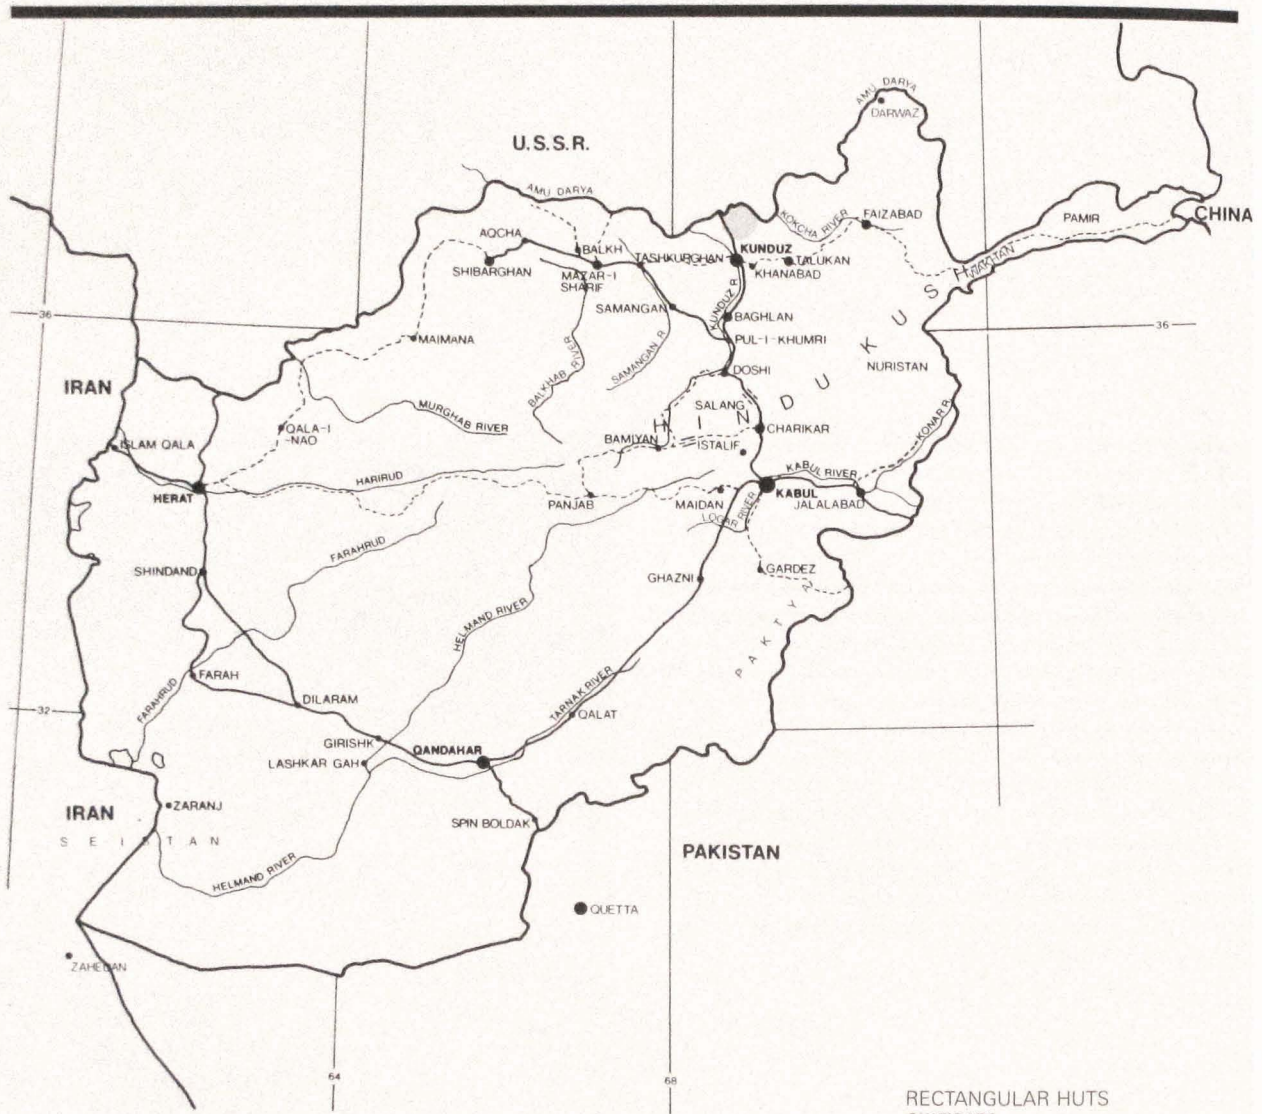 AMU DARYA
DARWAZ
U.S.S.R.
AMU DARYA
KOKCHA RIVER
FAIZABAD
PAMIR
CHINA
AQCHA
BALKH
TASHKURGHAN
KUNDUZ
TALUKAN
KHANABAD
WAKHAN
SHIBARGHAN
MAZAR-I
SHARIF
SAMANGAN
KUNDUZ R.
BAGHLAN
36
36
MAIMANA
PUL-I-KHUMRI
BALKHAB RIVER
SAMANGAN R.
DOSHI
NURISTAN
IRAN
HINDU KUSH
SALANG
MURGHAB RIVER
KONAR R.
QALA-I
-NAO
CHARIKAR
ISLAM QALA
BAMIYAN
ISTALIF
HARIRUD
KABUL RIVER
HERAT
PANJAB
MAIDAN
KABUL
JALALABAD
LOGAR RIVER
FARAHRUD
SHINDAND
GHAZNI
GARDEZ
HELMAND RIVER
PAKTYA
FARAH
FARAHRUD
DILARAM
TARNAK RIVER
QALAT
32
GIRISHK
QANDAHAR
LASHKAR GAH
IRAN
ZARANJ
SEISTAN
SPIN BOLDAK
PAKISTAN
HELMAND RIVER
QUETTA
ZAHEDAN
64
68
RECTANGULAR HUTS